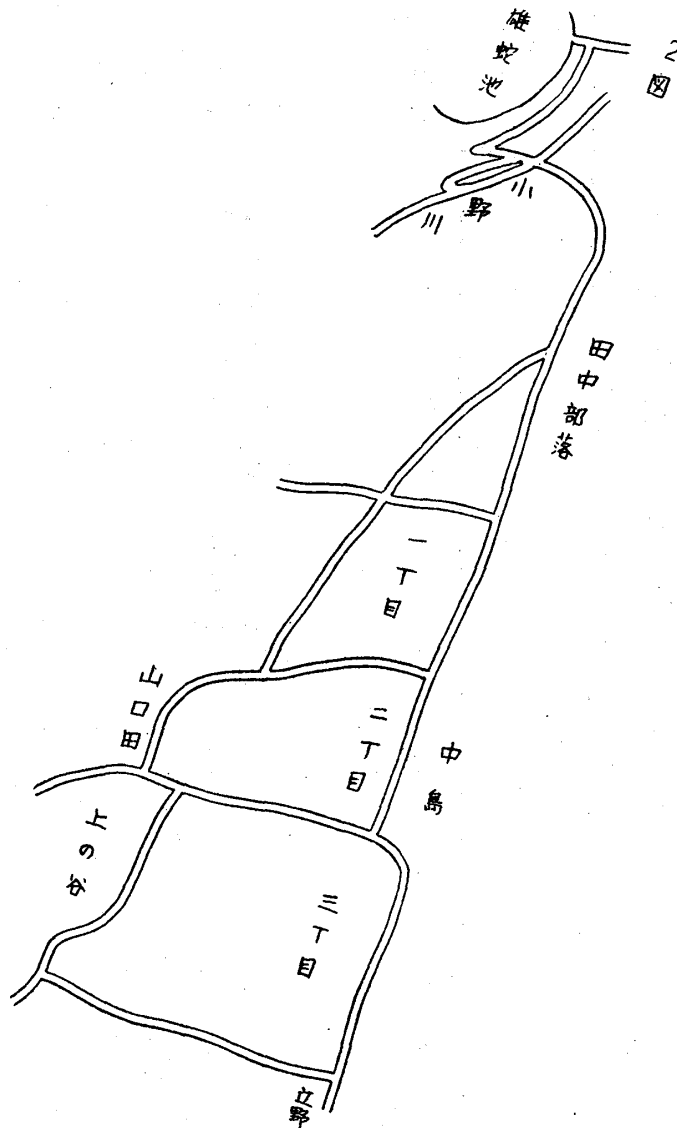 2図
雄蛇池
小野川
田中部落
一丁目
山口田
二丁目
中島
上の谷
三丁目
立野